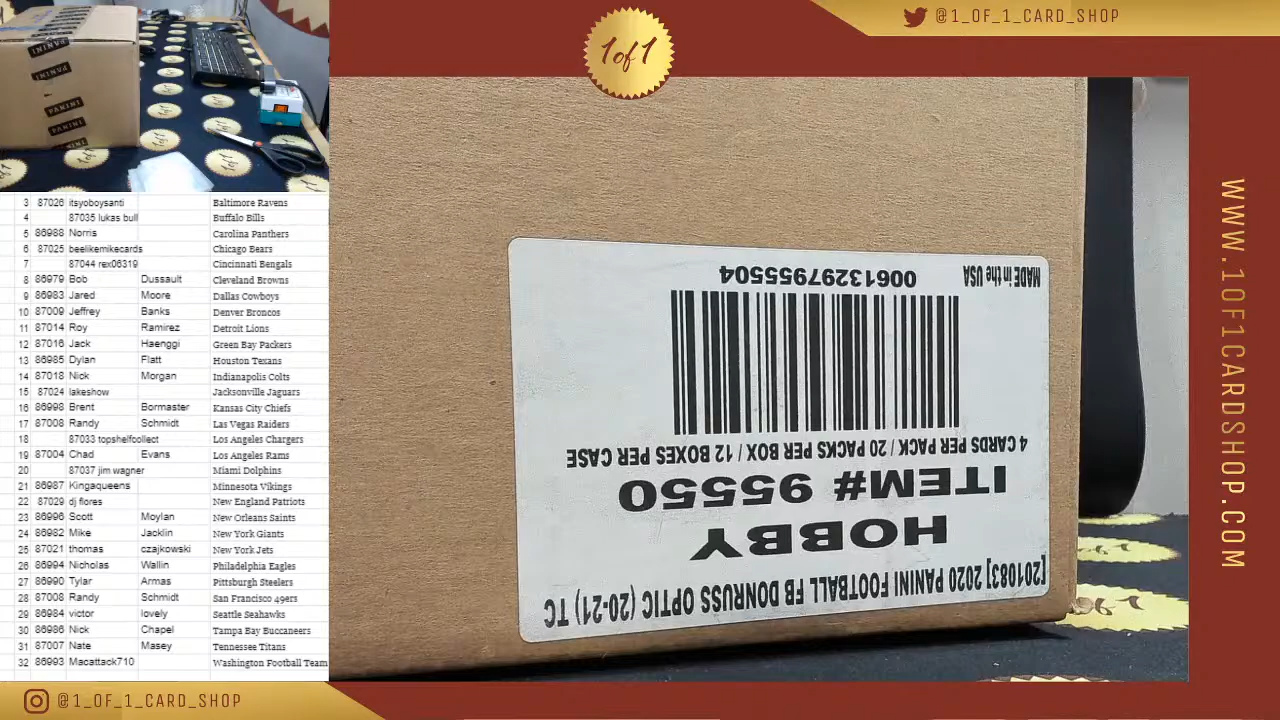 1of1
@1_OF_1_CARD_SHOP
PANINI
PANINI
PANINI
PANINI
3 87026 itsyoboysanti Baltimore Ravens
4 87035 lukas bull Buffalo Bills
5 86988 Norris Carolina Panthers
6 87025 beelikemikecards Chicago Bears
7 87044 rex06319 Cincinnati Bengals
8 86979 Bob Dussault Cleveland Browns
9 86983 Jared Moore Dallas Cowboys
10 87009 Jeffrey Banks Denver Broncos
11 87014 Roy Ramirez Detroit Lions
12 87016 Jack Haenggi Green Bay Packers
13 86985 Dylan Flatt Houston Texans
14 87018 Nick Morgan Indianapolis Colts
15 87024 lakeshow Jacksonville Jaguars
16 86998 Brent Bormaster Kansas City Chiefs
17 87008 Randy Schmidt Las Vegas Raiders
18 87033 topshelfcollect Los Angeles Chargers
19 87004 Chad Evans Los Angeles Rams
20 87037 jim wagner Miami Dolphins
21 86987 Kingaqueens Minnesota Vikings
22 87029 dj flores New England Patriots
23 86996 Scott Moylan New Orleans Saints
24 86982 Mike Jacklin New York Giants
25 87021 thomas czajkowski New York Jets
26 86994 Nicholas Wallin Philadelphia Eagles
27 86990 Tylar Armas Pittsburgh Steelers
28 87008 Randy Schmidt San Francisco 49ers
29 86984 victor lovely Seattle Seahawks
30 86986 Nick Chapel Tampa Bay Buccaneers
31 87007 Nate Masey Tennessee Titans
32 86993 Macattack710 Washington Football Team
[201083] 2020 PANINI FOOTBALL FB DONRUSS OPTIC (20-21) TC
HOBBY
ITEM# 95550
4 CARDS PER PACK / 20 PACKS PER BOX / 12 BOXES PER CASE
MADE in the USA
00613297955504
WWW.1OF1CARDSHOP.COM
@1_OF_1_CARD_SHOP